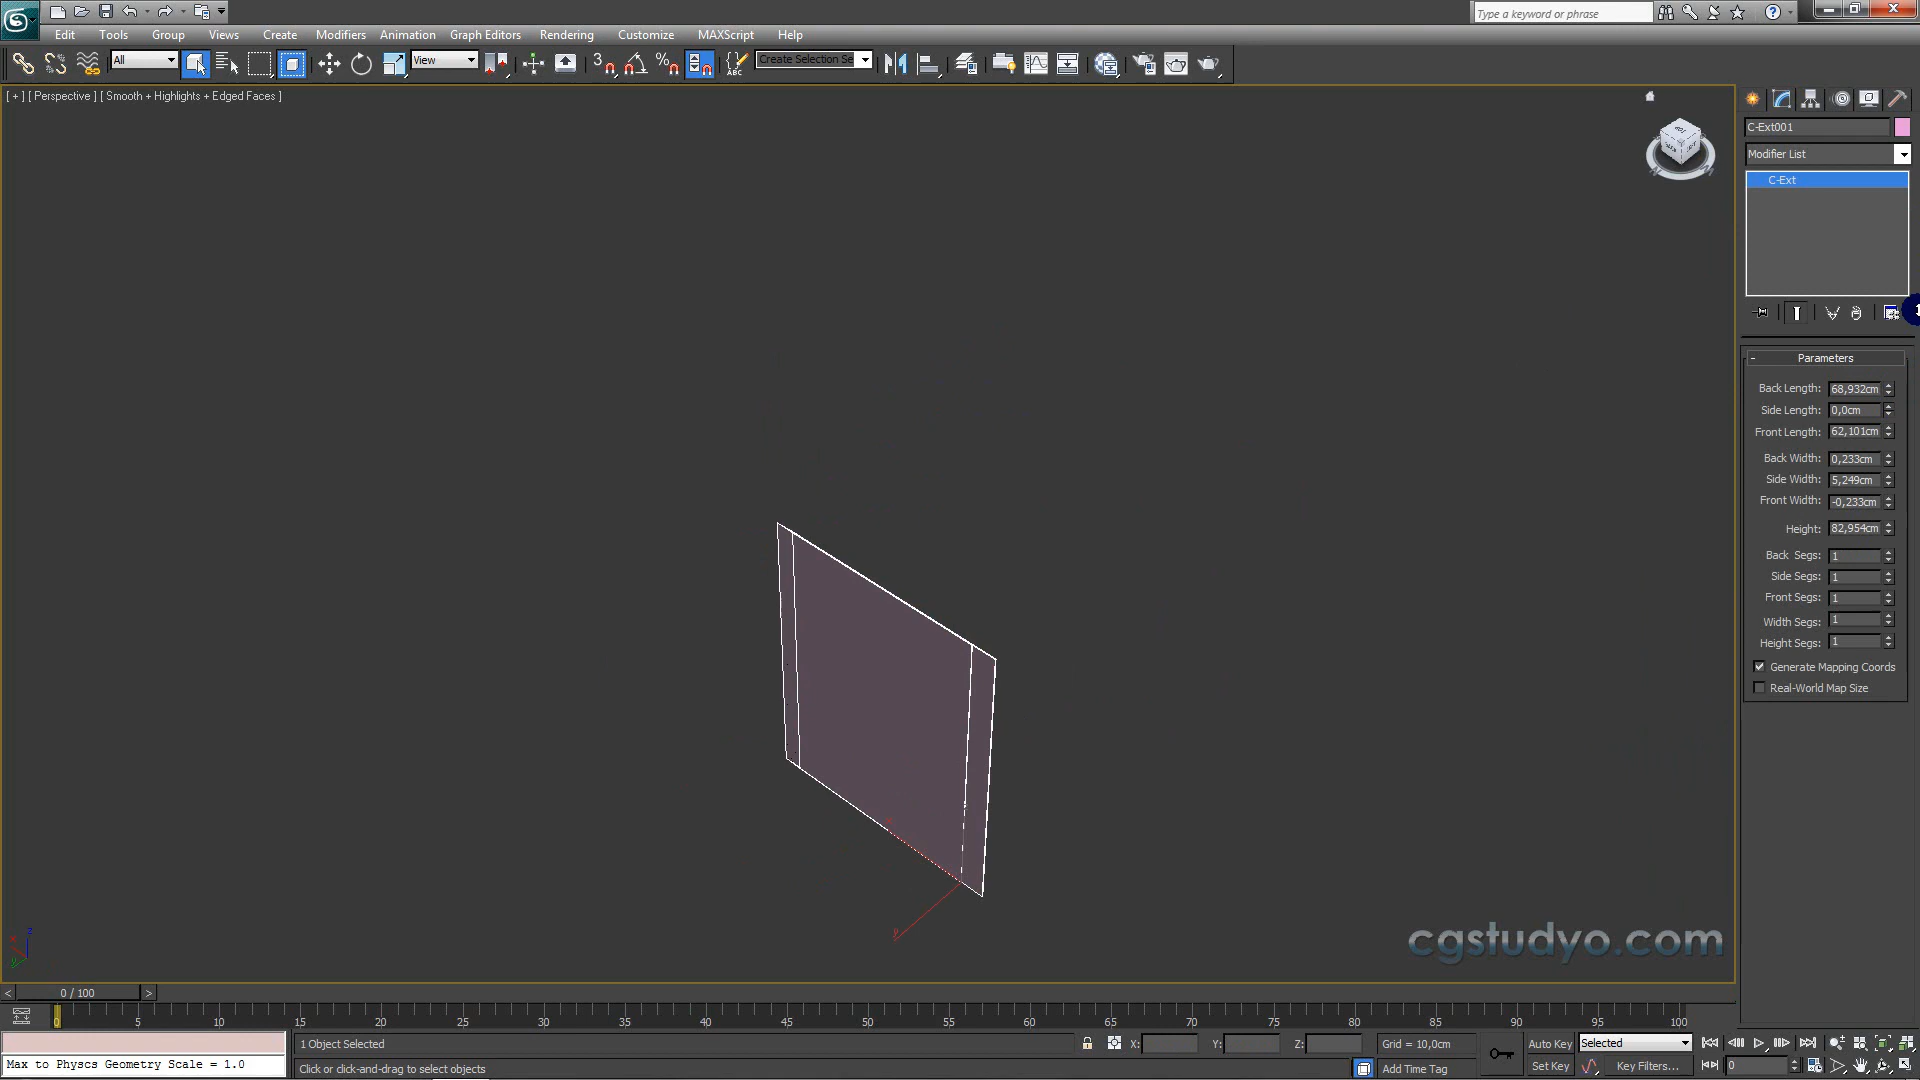 Type a keyword or phrase
Edit Tools Group Views Create Modifiers Animation Graph Editors Rendering Customize MAXScript Help
All View Create Selection Se
[ + ] [ Perspective ] [ Smooth + Highlights + Edged Faces ]
C-Ext001
Modifier List
C-Ext
- Parameters
Back Length: 68,932cm
Side Length: 0,0cm
Front Length: 62,101cm
Back Width: 0,233cm
Side Width: 5,249cm
Front Width: -0,233cm
Height: 82,954cm
Back Segs: 1
Side Segs: 1
Front Segs: 1
Width Segs: 1
Height Segs: 1
Generate Mapping Coords
Real-World Map Size
cgstudyo.com
< 0 / 100 >
0 5 10 15 20 25 30 35 40 45 50 55 60 65 70 75 80 85 90 95 100
1 Object Selected X: Y: Z: Grid = 10,0cm Auto Key Selected
Max to Physcs Geometry Scale = 1.0
Click or click-and-drag to select objects Add Time Tag Set Key Key Filters... 0